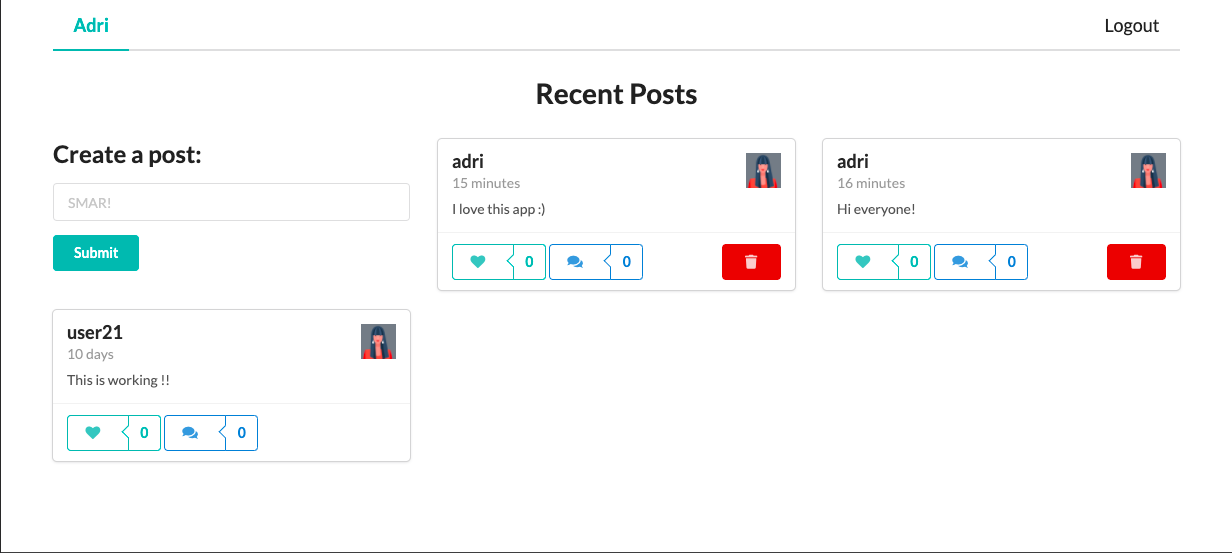 Adri
Logout
Recent Posts
Create a post:
SMAR!
Submit
adri
15 minutes
I love this app :)
0
0
adri
16 minutes
Hi everyone!
0
0
user21
10 days
This is working !!
0
0